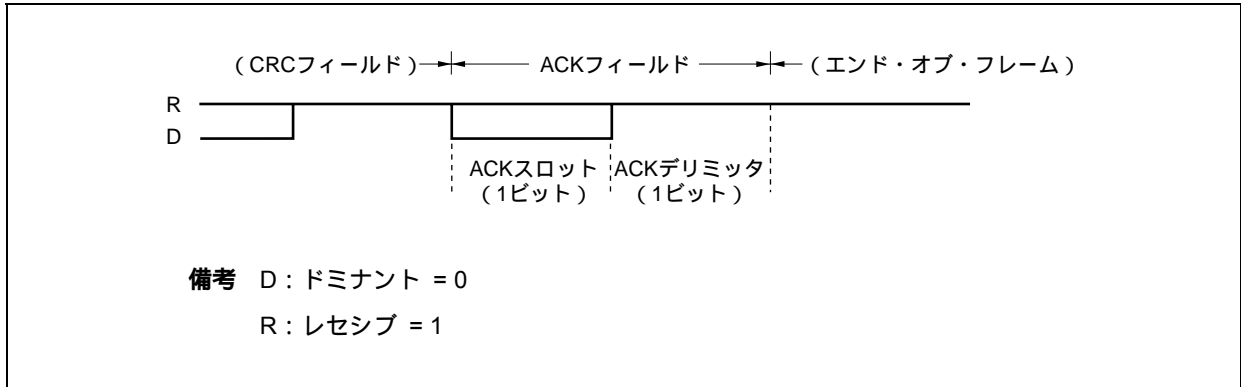 （CRCフィールド） ACKフィールド （エンド・オブ・フレーム）
R
D
ACKスロット ACKデリミッタ
（1ビット） （1ビット）
備考 D：ドミナント = 0
R：レセシブ = 1